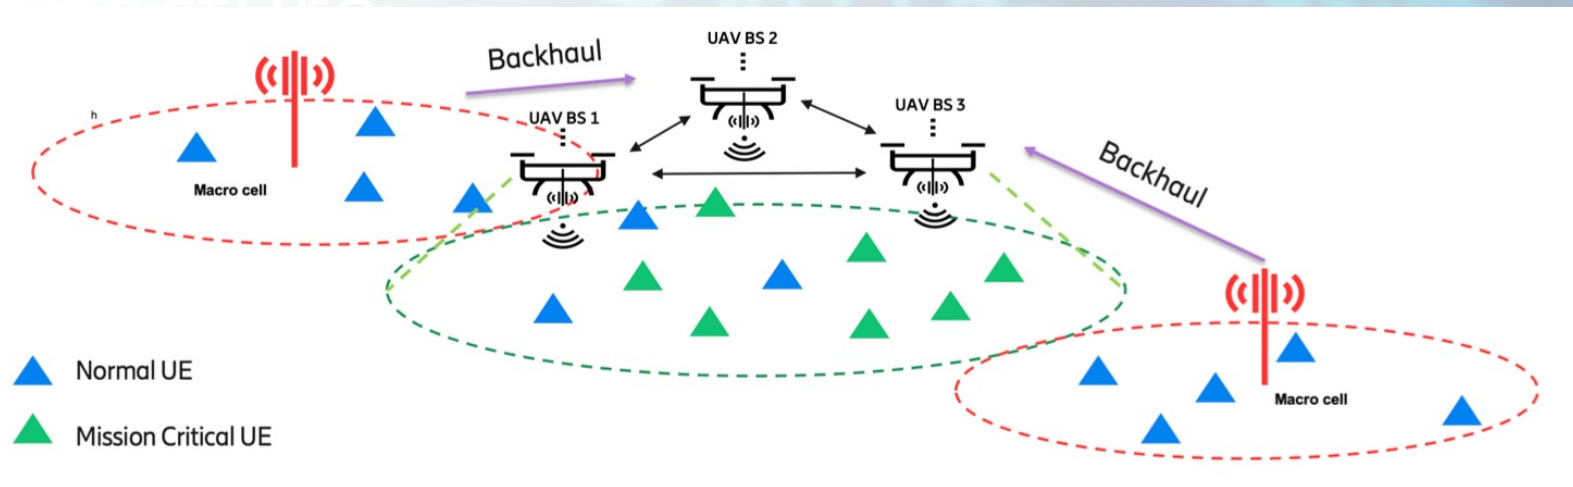 UAV BS 2
Backhaul
UAV BS 3
h
UAV BS 1
Backhaul
Macro cell
Normal UE
Macro cell
Mission Critical UE